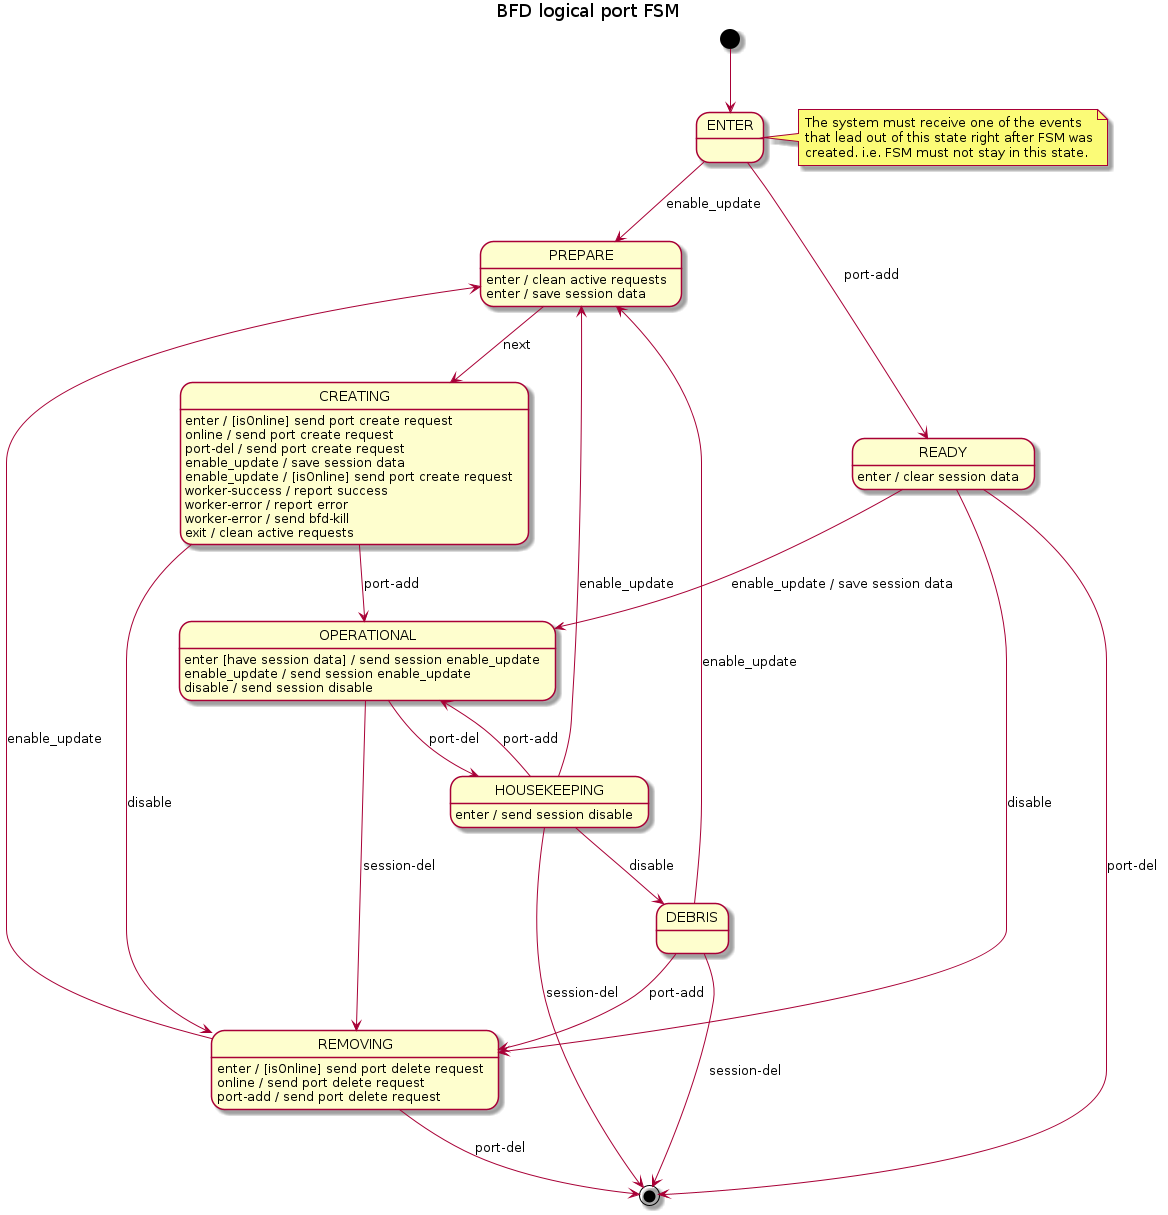 BFD logical port FSM
ENTER
The system must receive one of the events
that lead out of this state right after FSM was
created. i.e. FSM must not stay in this state.
enable_update
port-add
PREPARE
enter / clean active requests
enter / save session data
next
CREATING
enter / [isOnline] send port create request
online / send port create request
port-del / send port create request
enable_update / save session data
enable_update / [isOnline] send port create request
worker-success / report success
worker-error / report error
worker-error / send bfd-kill
exit / clean active requests
READY
enter / clear session data
port-add
enable_update
enable_update / save session data
OPERATIONAL
enter [have session data] / send session enable_update
enable_update / send session enable_update
disable / send session disable
enable_update
enable_update
port-del
port-add
HOUSEKEEPING
enter / send session disable
disable
disable
session-del
disable
port-del
DEBRIS
session-del
port-add
REMOVING
enter / [isOnline] send port delete request
online / send port delete request
port-add / send port delete request
session-del
port-del